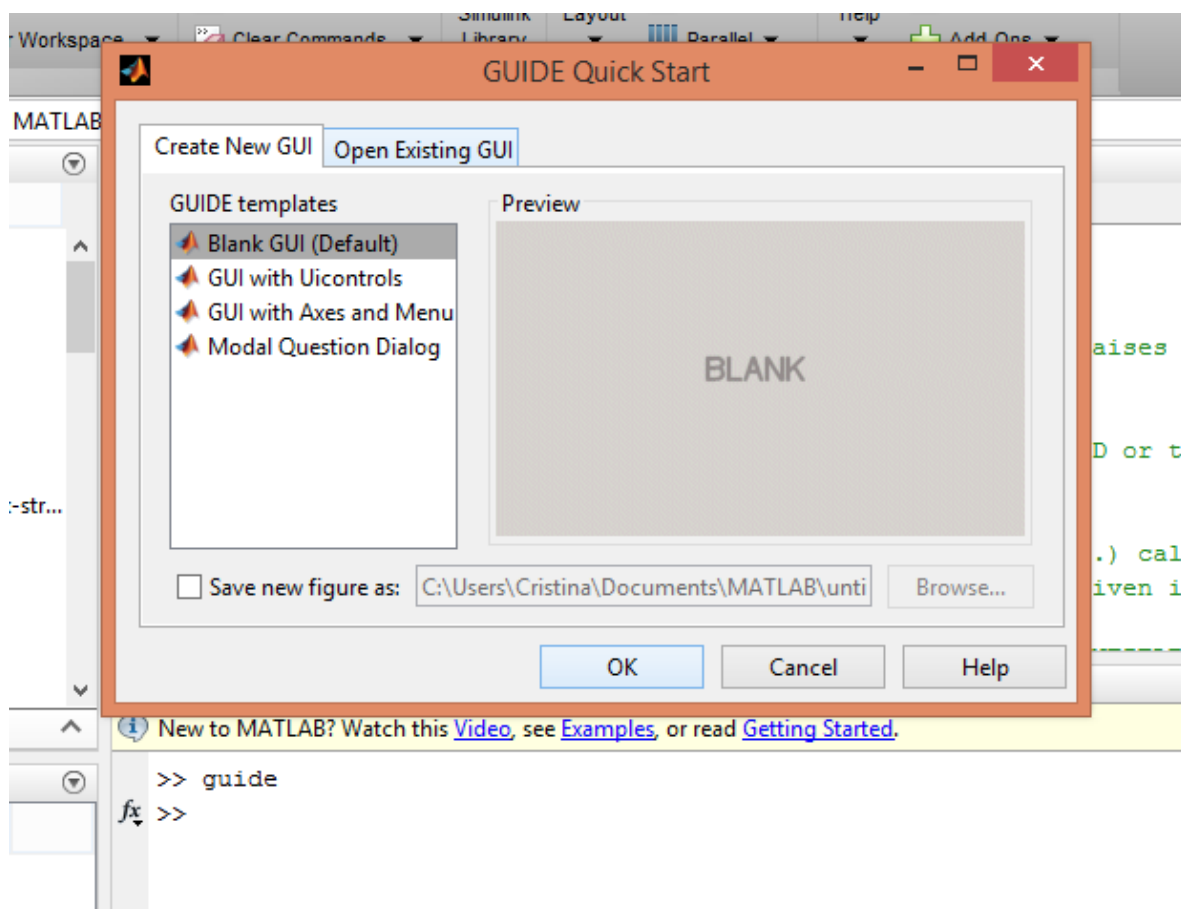 Simulink Layout Help
Workspace Clear Commands Library Parallel Add-Ons
GUIDE Quick Start
MATLAB
Create New GUI Open Existing GUI
GUIDE templates Preview
Blank GUI (Default)
GUI with Uicontrols
GUI with Axes and Menu
Modal Question Dialog
BLANK
aises
D or t
:-str...
.) cal
Save new figure as: C:\Users\Cristina\Documents\MATLAB\unti Browse...
iven i
OK Cancel Help
New to MATLAB? Watch this Video, see Examples, or read Getting Started.
>> guide
fx >>